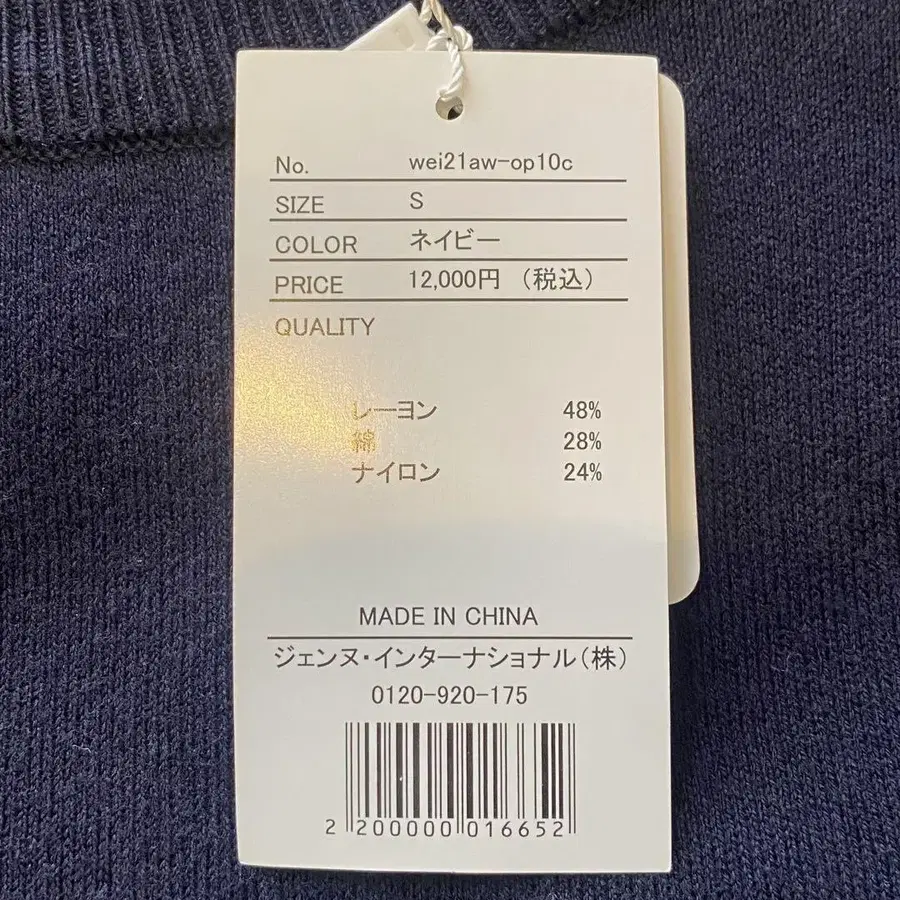 No. wei21aw-op10c
SIZE S
COLOR ネイビー
PRICE 12,000円 （税込）
QUALITY
レーヨン 48%
綿 28%
ナイロン 24%
MADE IN CHINA
ジェンヌ・インターナショナル（株）
0120-920-175
2 200000 016652